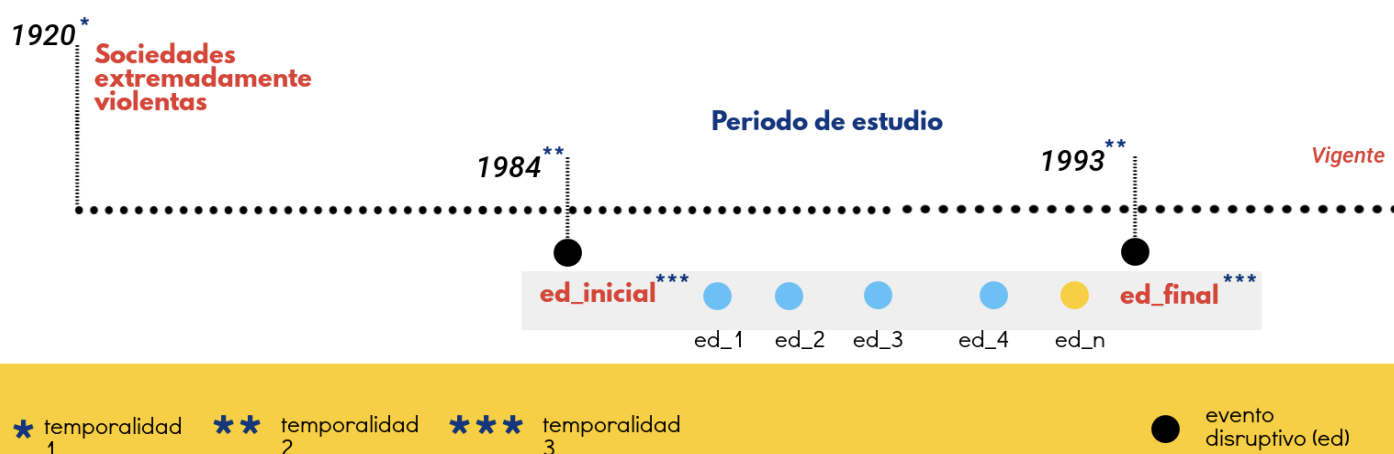 1920*
Sociedades
extremadamente
violentas
Periodo de estudio
1984**
1993**
Vigente
ed_inicial***
ed_final***
ed_1
ed_2
ed_3
ed_4
ed_n
* temporalidad
1
** temporalidad
2
*** temporalidad
3
evento
disruptivo (ed)